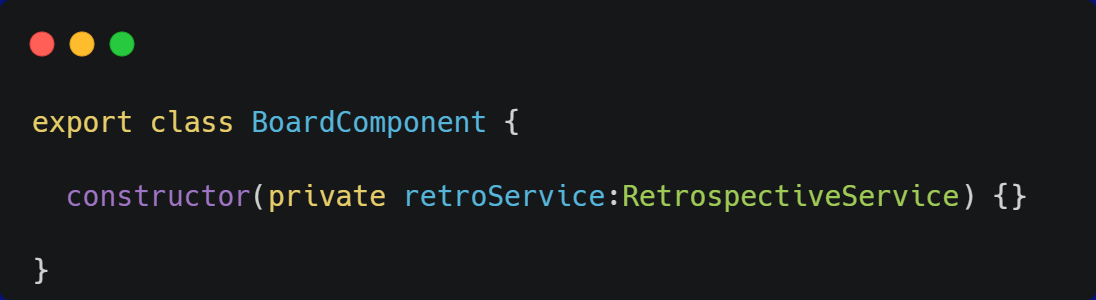 export class BoardComponent {
constructor(private retroService:RetrospectiveService) {}
}